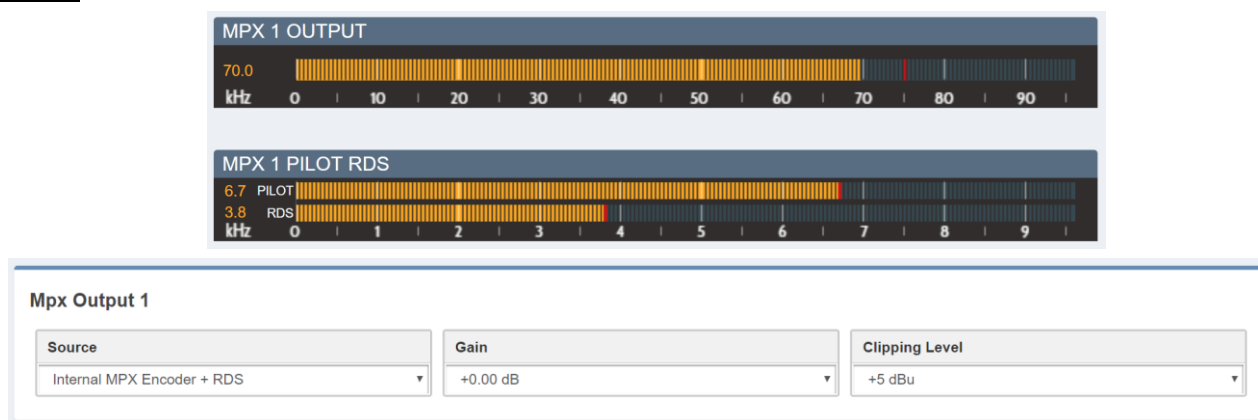 MPX 1 OUTPUT
70.0
kHz 0 10 20 30 40 50 60 70 80 90
MPX 1 PILOT RDS
6.7 PILOT
3.8 RDS
kHz 0 1 2 3 4 5 6 7 8 9
Mpx Output 1
Source Gain Clipping Level
Internal MPX Encoder + RDS +0.00 dB +5 dBu